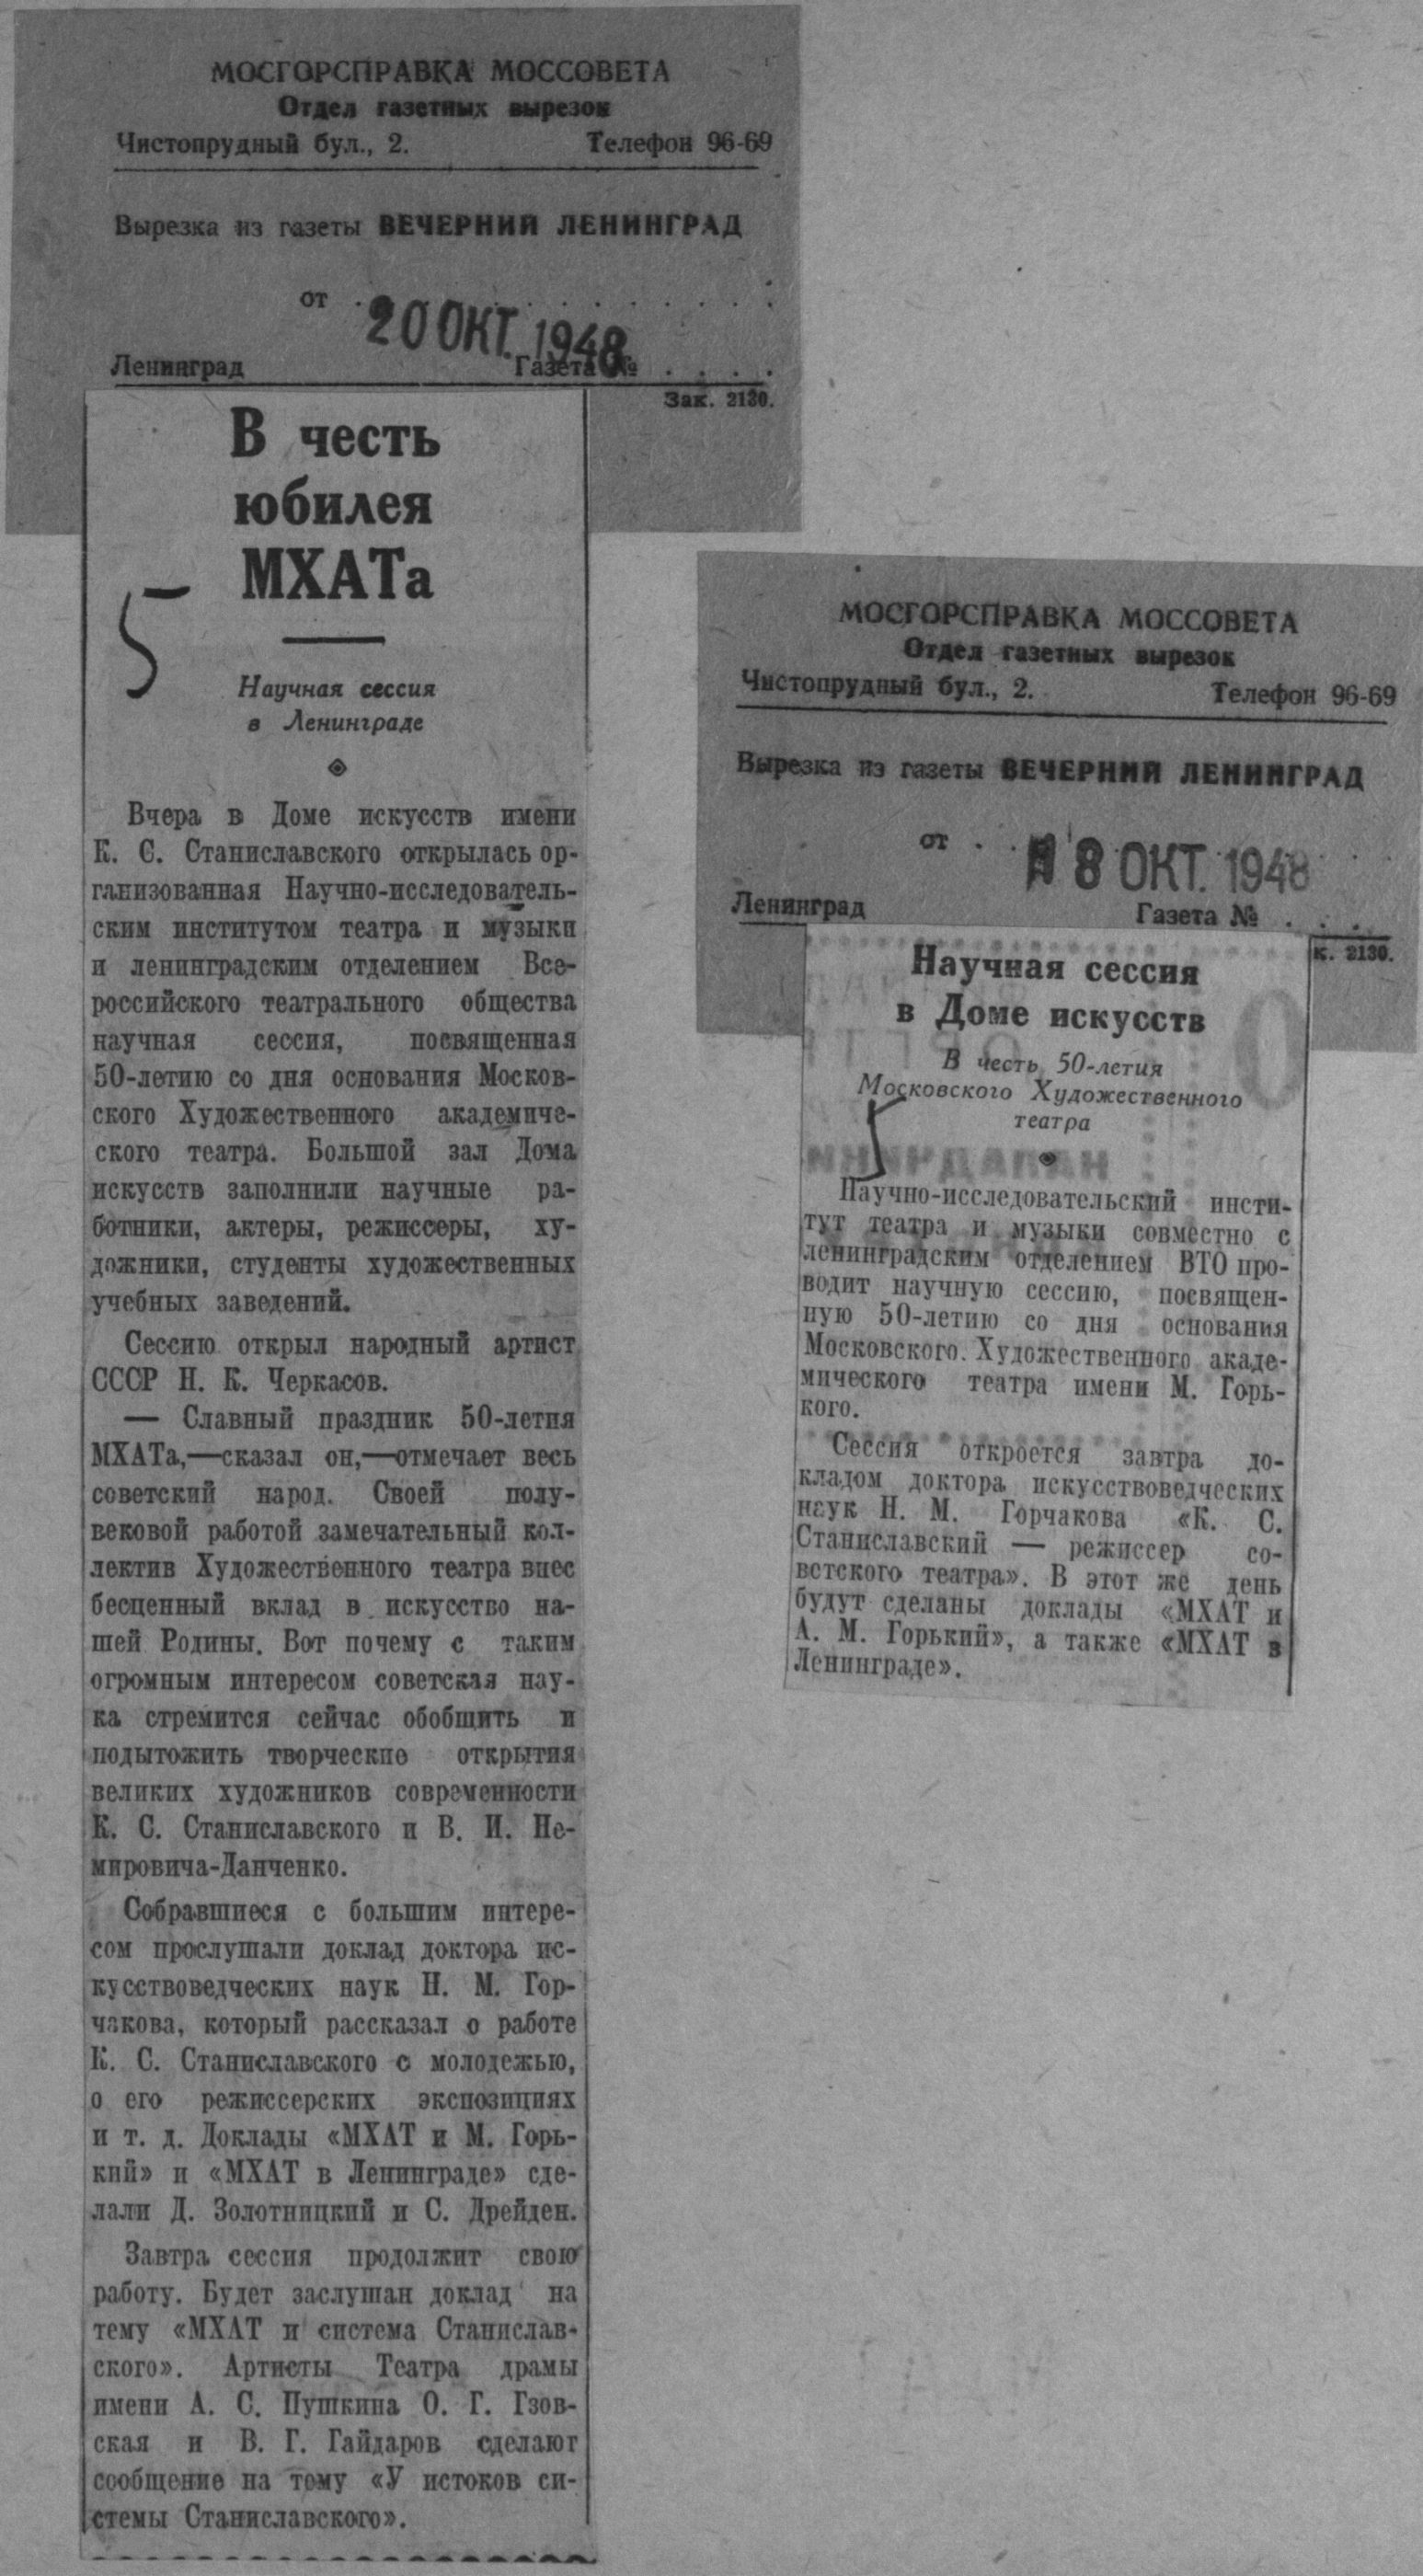 МОСГОРСПРАВКА МОССОВЕТА
Отдел газетных вырезок
Чистопрудный бул., 2. Телефон 96-69
Вырезка из газеты ВЕЧЕРНИЙ ЛЕНИНГРАД
от . . . . . . . . . . .
20 ОКТ. 1948
Ленинград Газета № . . . .
Зак. 2130.
В честь
юбилея
МХАТа
5
Научная сессия
в Ленинграде
Вчера в Доме искусств имени
К. С. Станиславского открылась ор-
ганизованная Научно-исследователь-
ским институтом театра и музыки
и ленинградским отделением Все-
российского театрального общества
научная сессия, посвященная
50-летию со дня основания Москов-
ского Художественного академиче-
ского театра. Большой зал Дома
искусств заполнили научные ра-
ботники, актеры, режиссеры, ху-
дожники, студенты художественных
учебных заведений.
Сессию открыл народный артист
СССР Н. К. Черкасов.
— Славный праздник 50-летия
МХАТа,—сказал он,—отмечает весь
советский народ. Своей полу-
вековой работой замечательный кол-
лектив Художественного театра внес
бесценный вклад в искусство на-
шей Родины. Вот почему с таким
огромным интересом советская нау-
ка стремится сейчас обобщить и
подытожить творческие открытия
великих художников современности
К. С. Станиславского и В. И. Не-
мировича-Данченко.
Собравшиеся с большим интере-
сом прослушали доклад доктора ис-
кусствоведческих наук Н. М. Гор-
чакова, который рассказал о работе
К. С. Станиславского с молодежью,
о его режиссерских экспозициях
и т. д. Доклады «МХАТ и М. Горь-
кий» и «МХАТ в Ленинграде» сде-
лали Д. Золотницкий и С. Дрейден.
Завтра сессия продолжит свою
работу. Будет заслушан доклад на
тему «МХАТ и система Станислав-
ского». Артисты Театра драмы
имени А. С. Пушкина О. Г. Гзов-
ская и В. Г. Гайдаров сделают
сообщение на тему «У истоков си-
стемы Станиславского».
МОСГОРСПРАВКА МОССОВЕТА
Отдел газетных вырезок
Чистопрудный бул., 2. Телефон 96-69
Вырезка из газеты ВЕЧЕРНИЙ ЛЕНИНГРАД
от . . 18 ОКТ. 1948
Ленинград Газета № . . .
к. 2130.
Научная сессия
в Доме искусств
В честь 50-летия
Московского Художественного
театра
5
Научно-исследовательский инсти-
тут театра и музыки совместно с
ленинградским отделением ВТО про-
водит научную сессию, посвящен-
ную 50-летию со дня основания
Московского Художественного акаде-
мического театра имени М. Горь-
кого.
Сессия откроется завтра до-
кладом доктора искусствоведческих
наук Н. М. Горчакова «К. С.
Станиславский — режиссер со-
ветского театра». В этот же день
будут сделаны доклады «МХАТ и
А. М. Горький», а также «МХАТ в
Ленинграде».